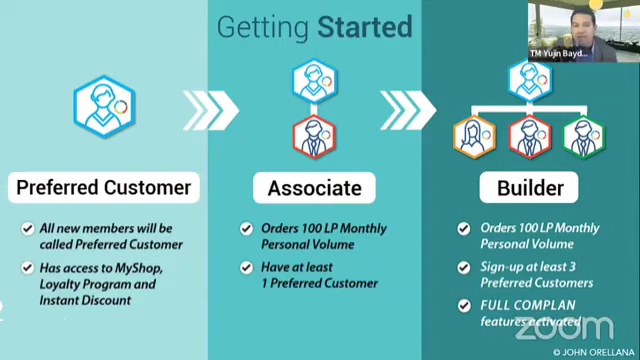 Getting Started
TM Yujin Bayd...
Preferred Customer
All new members will be
called Preferred Customer
Has access to MyShop,
Loyalty Program and
Instant Discount
Associate
Orders 100 LP Monthly
Personal Volume
Have at least
1 Preferred Customer
Builder
Orders 100 LP Monthly
Personal Volume
Sign-up at least 3
Preferred Customers
FULL COMPLAN
features activated
zoom
© JOHN ORELLANA